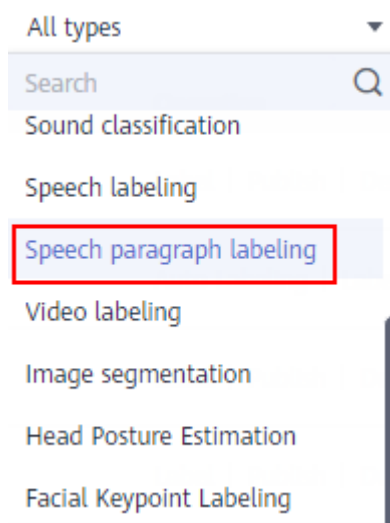 All types
Search
Sound classification
Speech labeling
Speech paragraph labeling
Video labeling
Image segmentation
Head Posture Estimation
Facial Keypoint Labeling